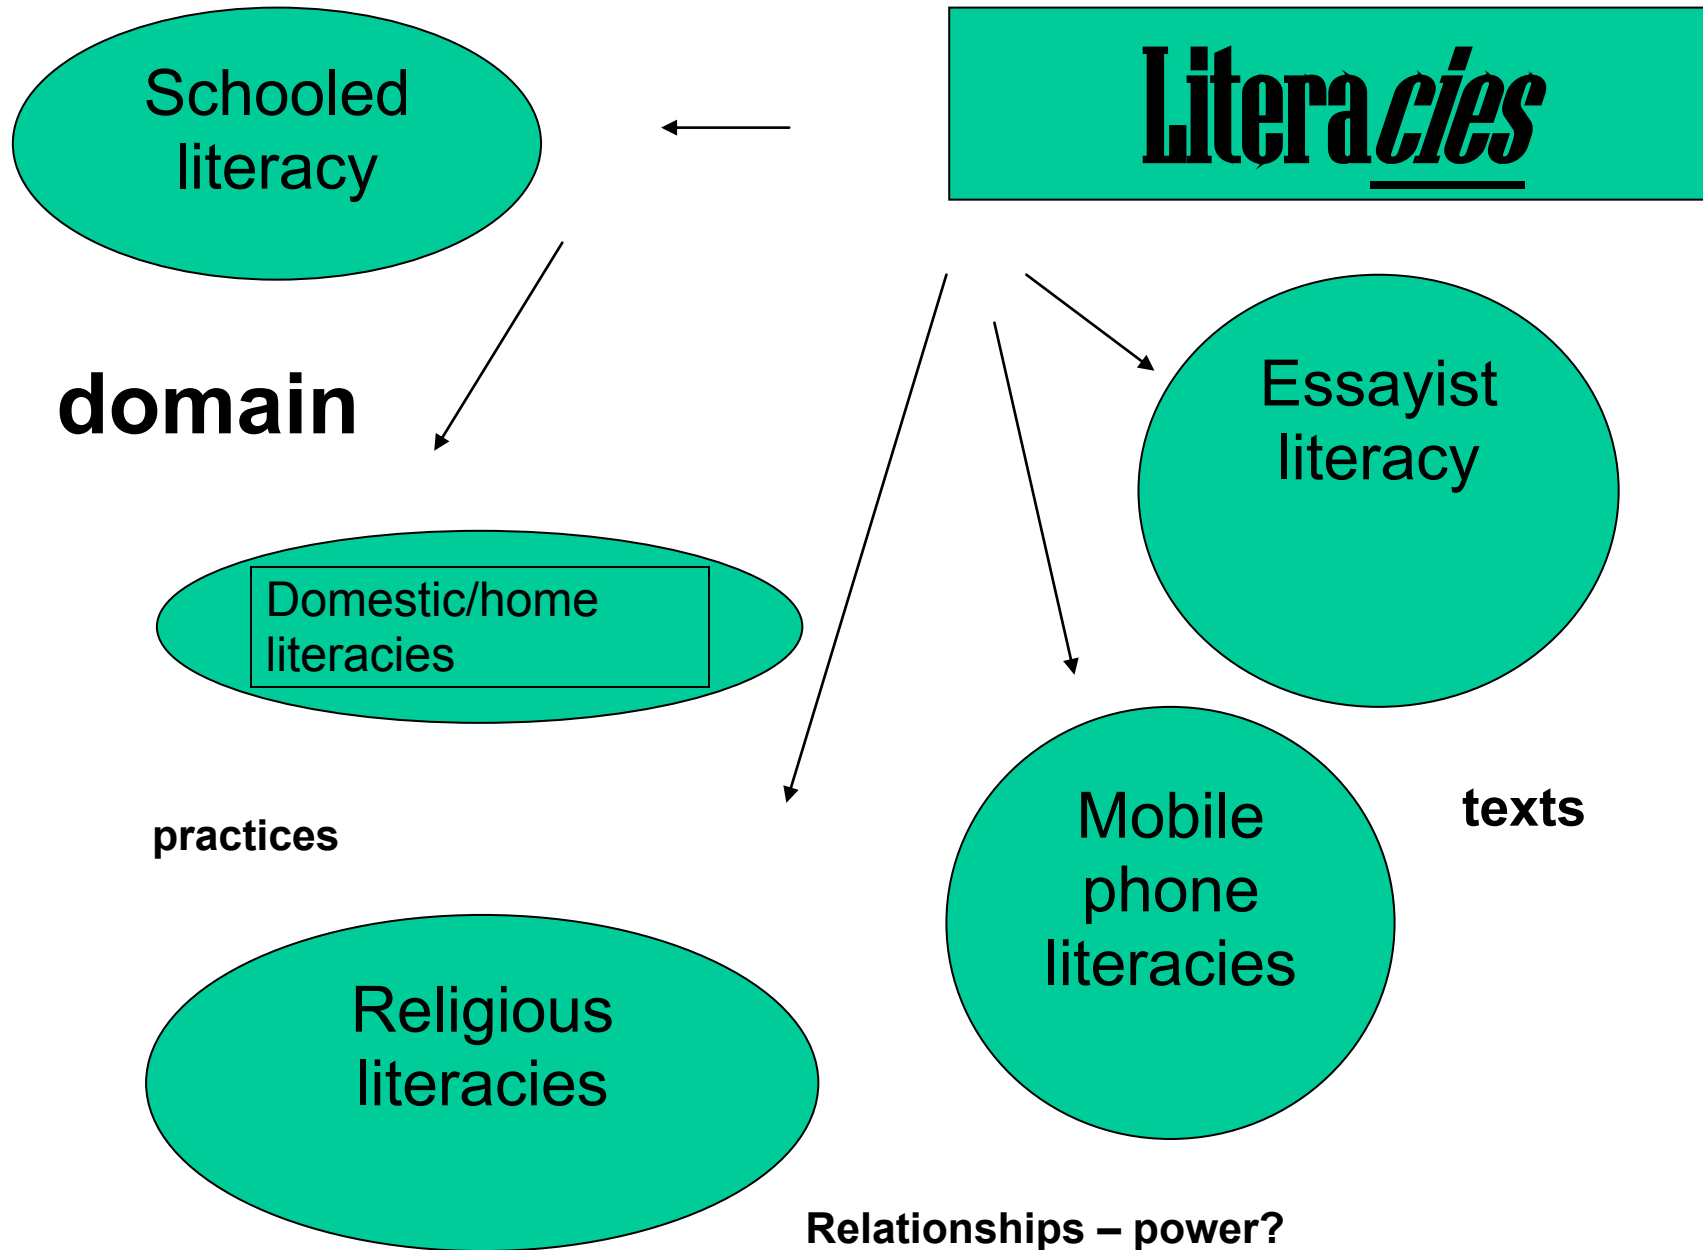 Schooled
literacy
Literacies
domain
Essayist
literacy
Domestic/home
literacies
practices
Mobile
phone
literacies
texts
Religious
literacies
Relationships – power?